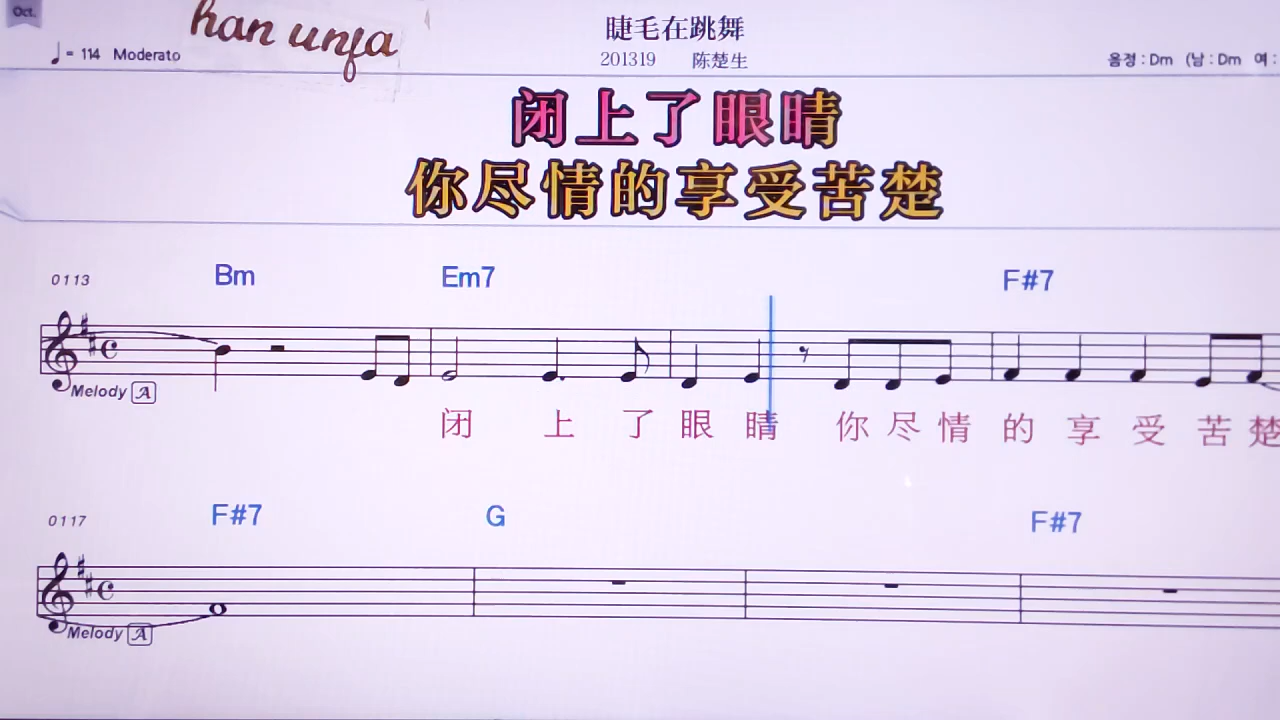 Oct.
han unja
♩= 114 Moderato
睫毛在跳舞
201319 陈楚生
음정 : Dm (남 : Dm 여 :
闭上了眼睛
你尽情的享受苦楚
0113 Bm Em7 F#7
Melody A
闭 上 了 眼 睛 你 尽 情 的 享 受 苦 楚
0117 F#7 G F#7
Melody A